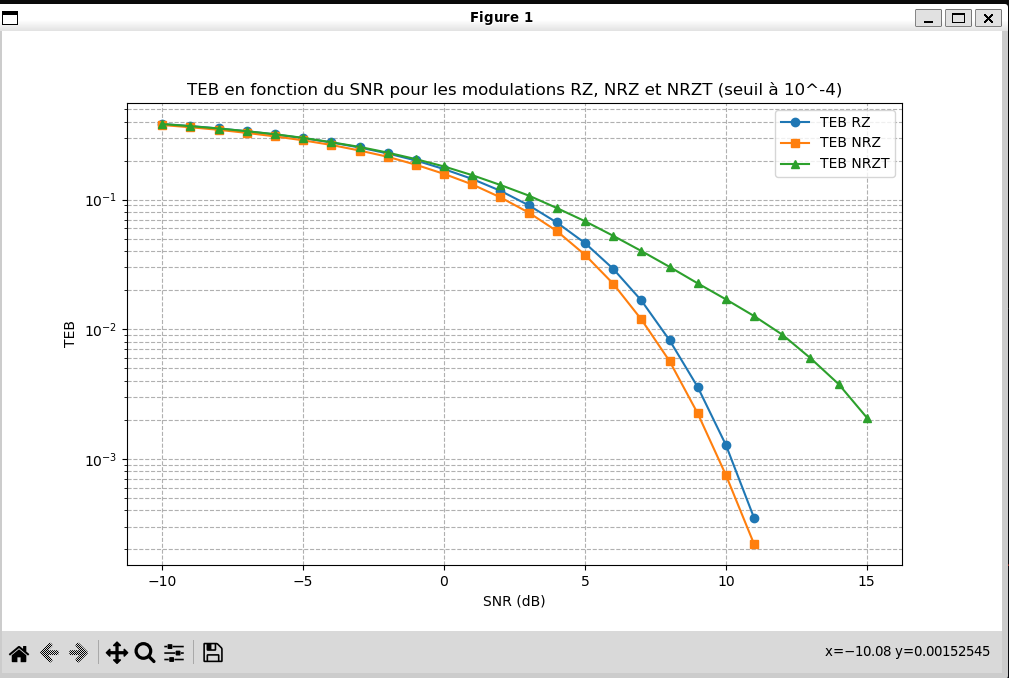 Figure 1
TEB en fonction du SNR pour les modulations RZ, NRZ et NRZT (seuil à 10^-4)
TEB RZ
TEB NRZ
TEB NRZT
10⁻¹
10⁻²
10⁻³
TEB
−10 −5 0 5 10 15
SNR (dB)
x=−10.08 y=0.00152545